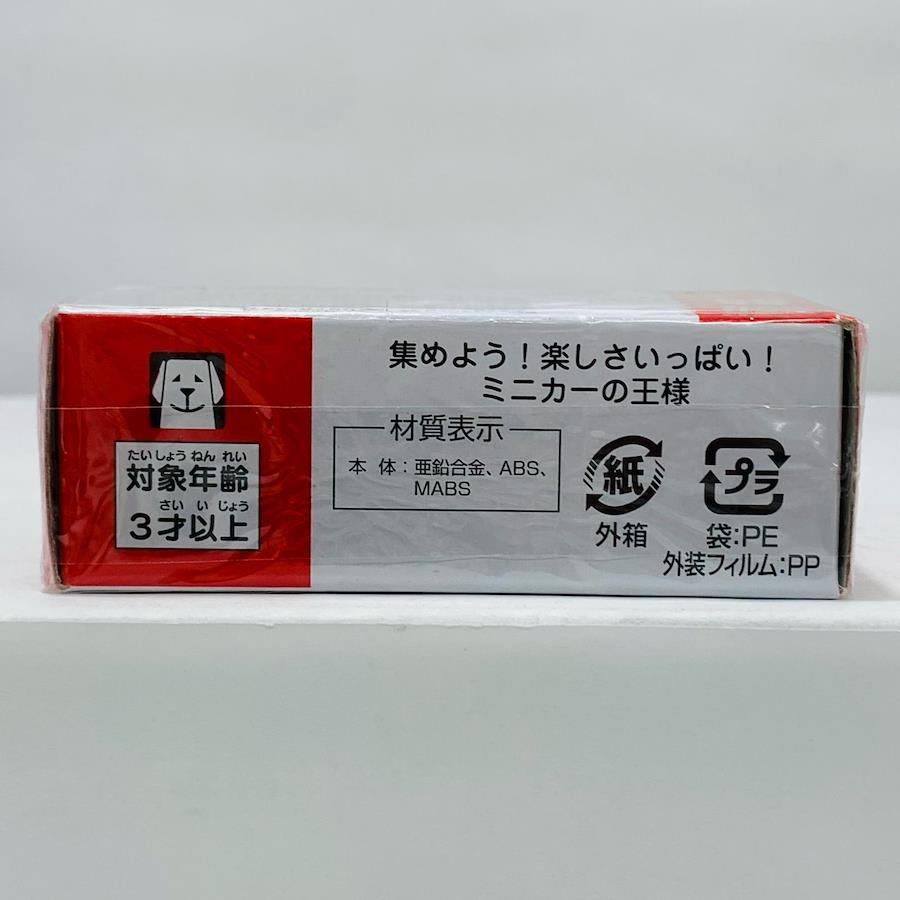 集めよう！楽しさいっぱい！
ミニカーの王様
たいしょうねんれい
対象年齢
さいいじょう
3才以上
材質表示
本体：亜鉛合金、ABS、
MABS
紙
外箱
プラ
袋：PE
外装フィルム：PP